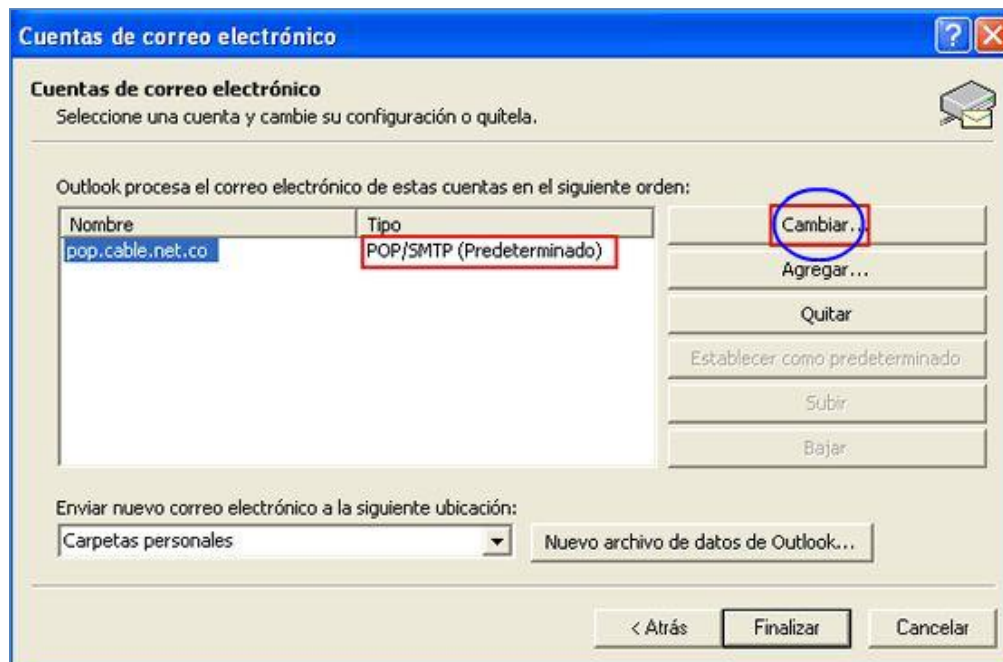 Cuentas de correo electrónico
Cuentas de correo electrónico
Seleccione una cuenta y cambie su configuración o quítela.
Outlook procesa el correo electrónico de estas cuentas en el siguiente orden:
Nombre Tipo
pop.cable.net.co POP/SMTP (Predeterminado)
Cambiar...
Agregar...
Quitar
Establecer como predeterminado
Subir
Bajar
Enviar nuevo correo electrónico a la siguiente ubicación:
Carpetas personales Nuevo archivo de datos de Outlook...
< Atrás Finalizar Cancelar